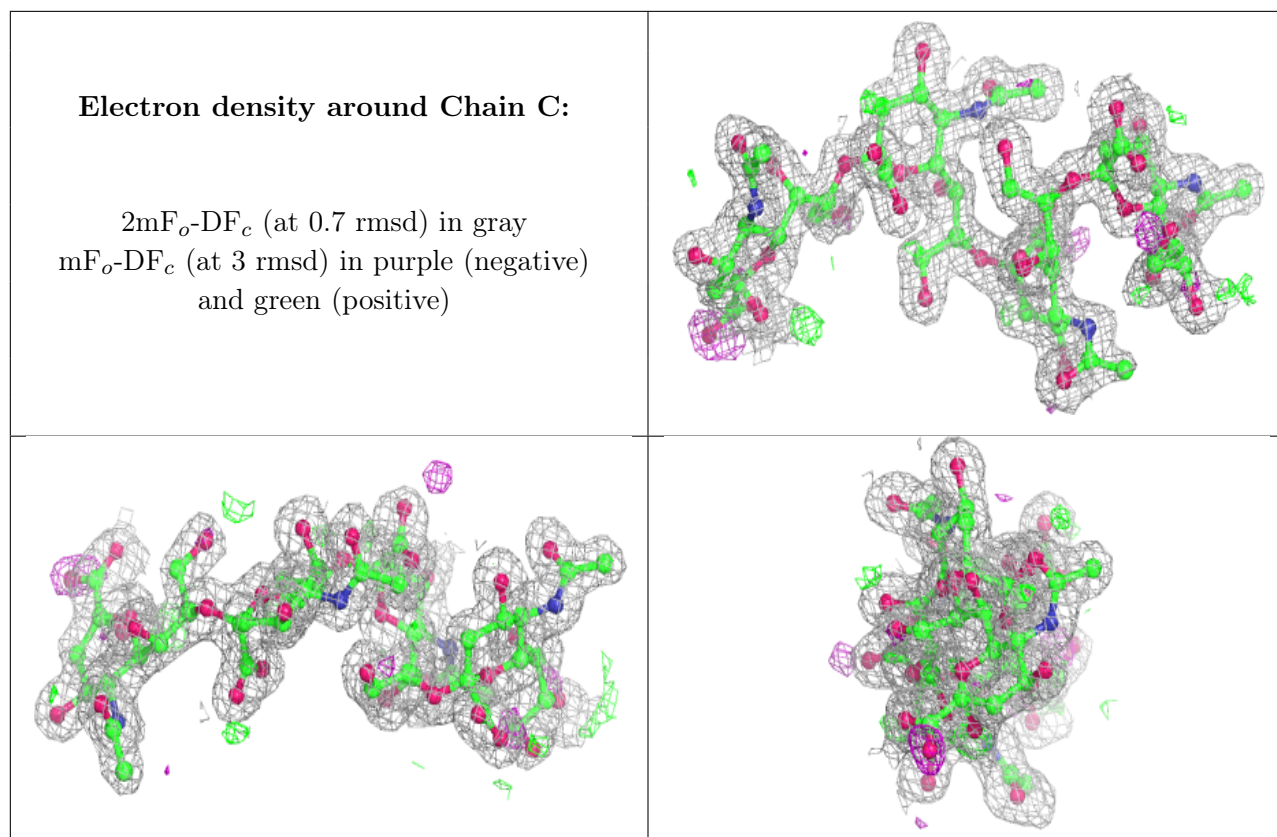 Electron density around Chain C:
2mFₒ-DF𝒸 (at 0.7 rmsd) in gray
mFₒ-DF𝒸 (at 3 rmsd) in purple (negative)
and green (positive)